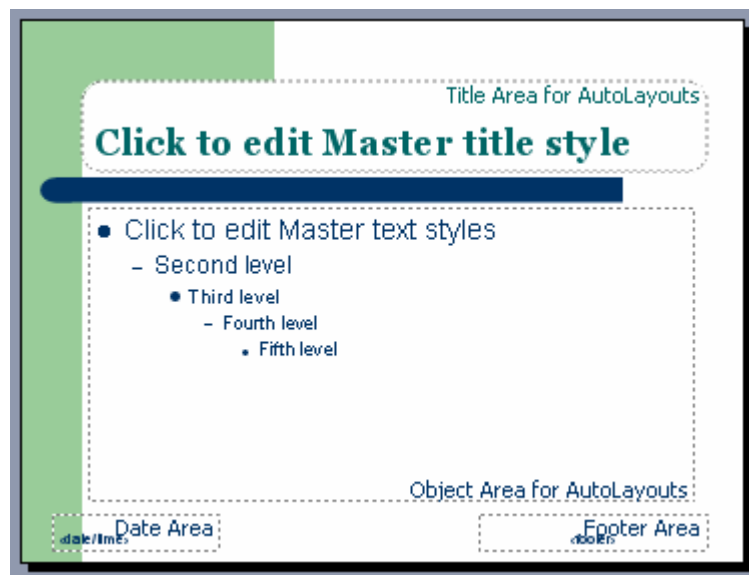 Title Area for AutoLayouts
Click to edit Master title style
• Click to edit Master text styles
– Second level
• Third level
– Fourth level
• Fifth level
Object Area for AutoLayouts
Date Area
<date/time>
Footer Area
<footer>